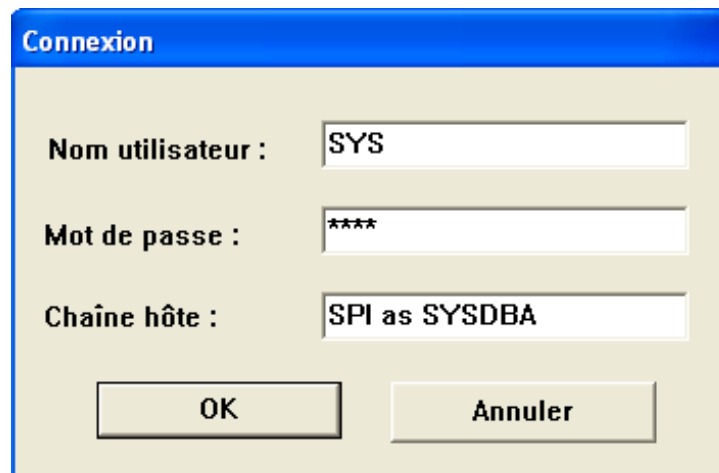 Connexion
Nom utilisateur : SYS
Mot de passe : ****
Chaîne hôte : SPI as SYSDBA
OK Annuler